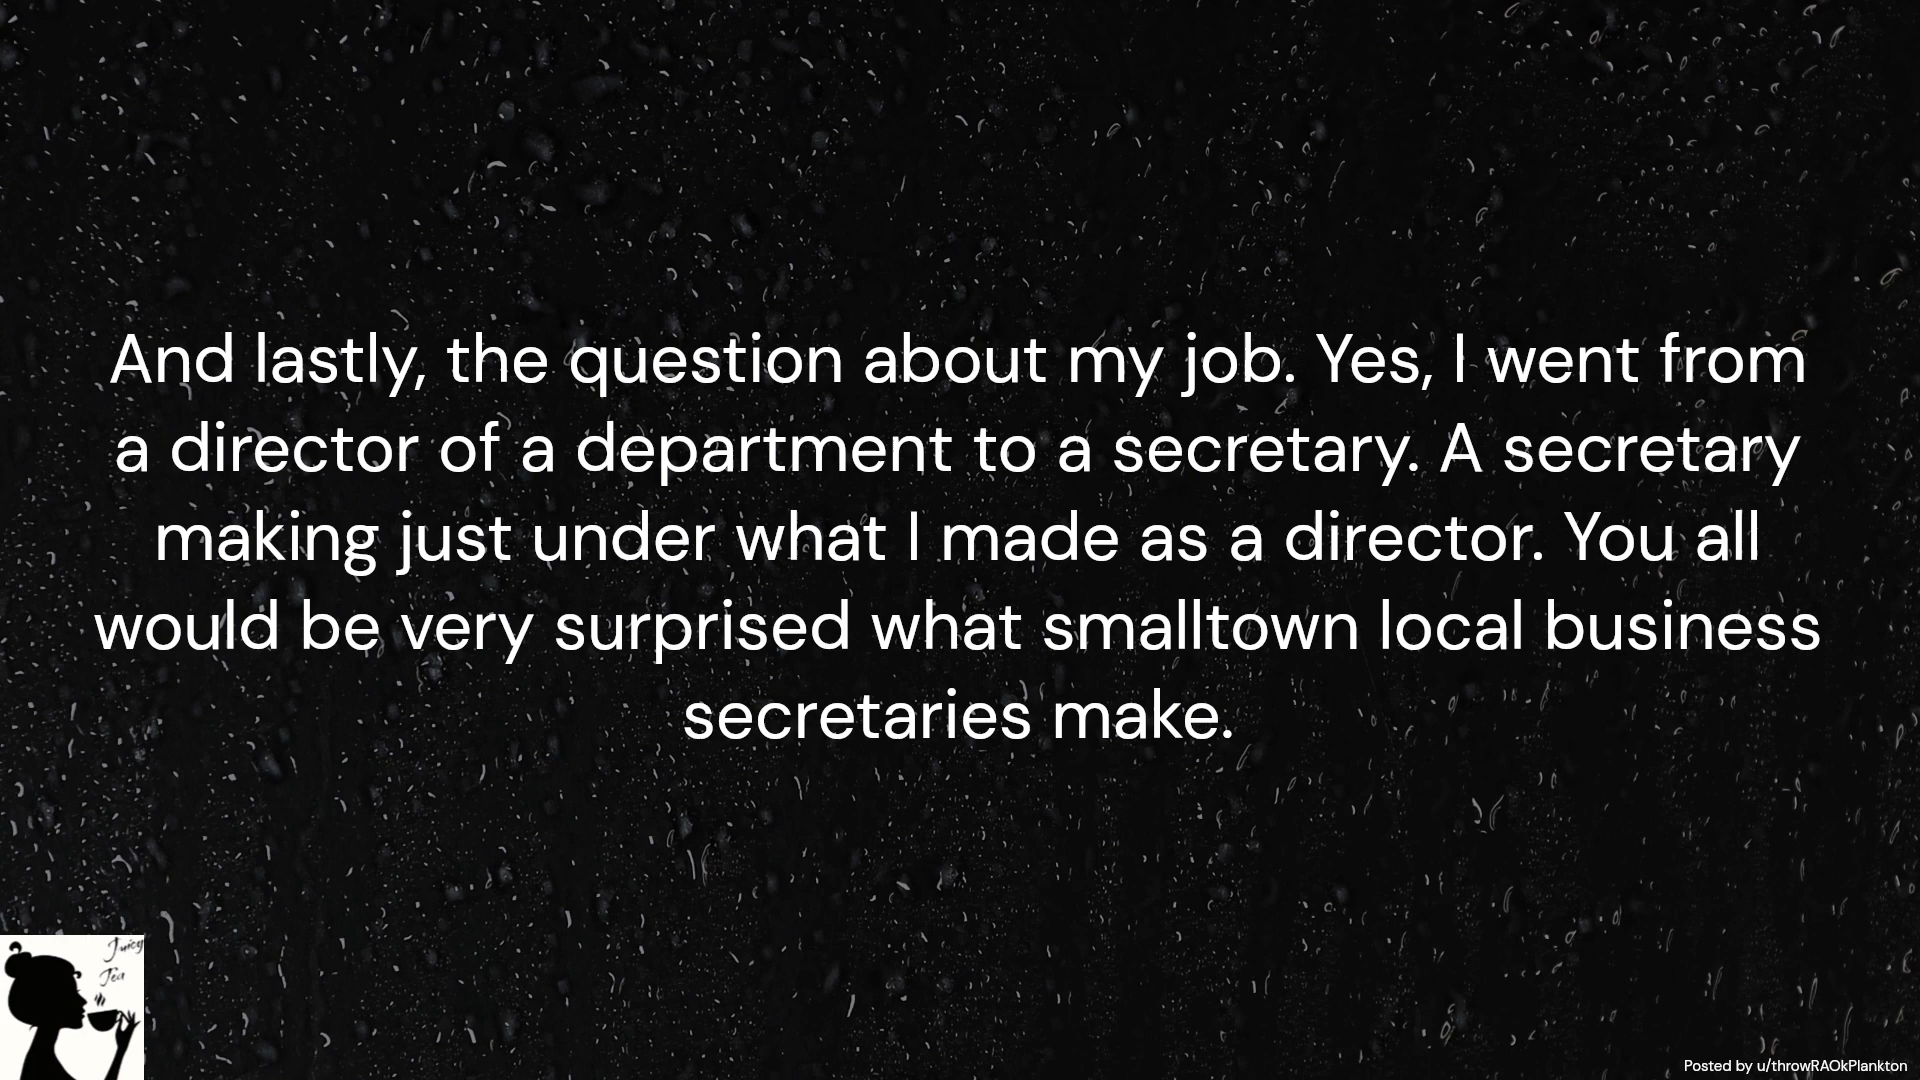 And lastly, the question about my job. Yes, I went from
a director of a department to a secretary. A secretary
making just under what I made as a director. You all
would be very surprised what smalltown local business
secretaries make.
Juicy
Tea
Posted by u/throwRAOkPlankton